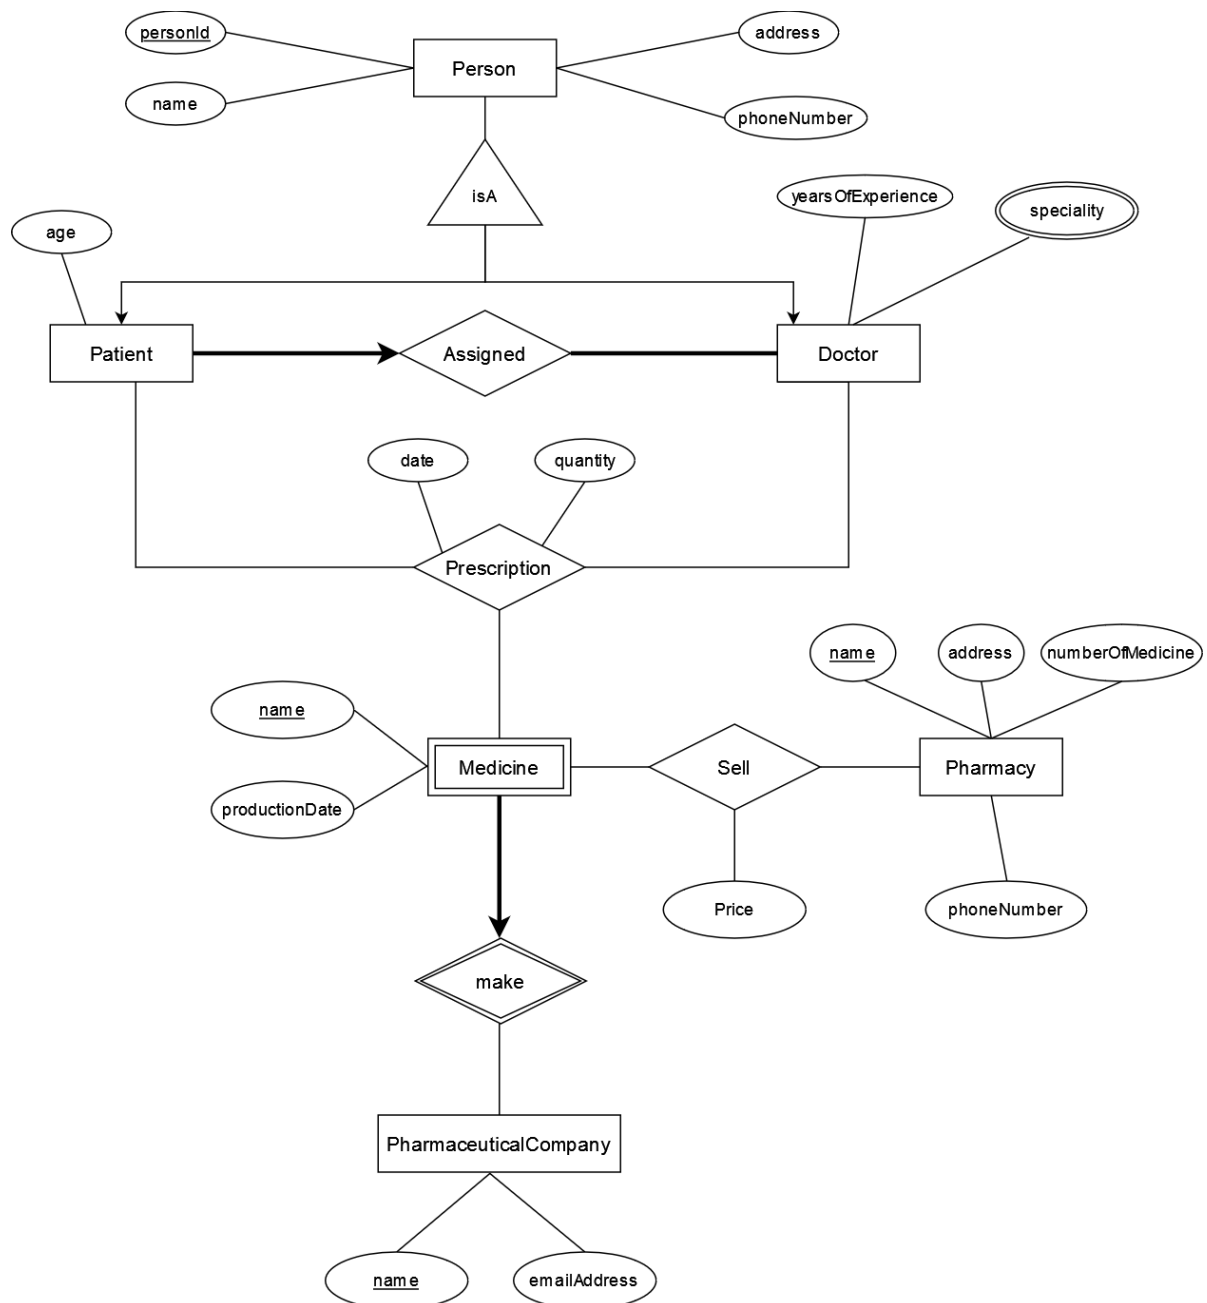 personId
address
Person
name
phoneNumber
isA
yearsOfExperience
speciality
age
Patient
Assigned
Doctor
date
quantity
Prescription
name
address
numberOfMedicine
name
Medicine
Sell
Pharmacy
productionDate
Price
phoneNumber
make
PharmaceuticalCompany
name
emailAddress